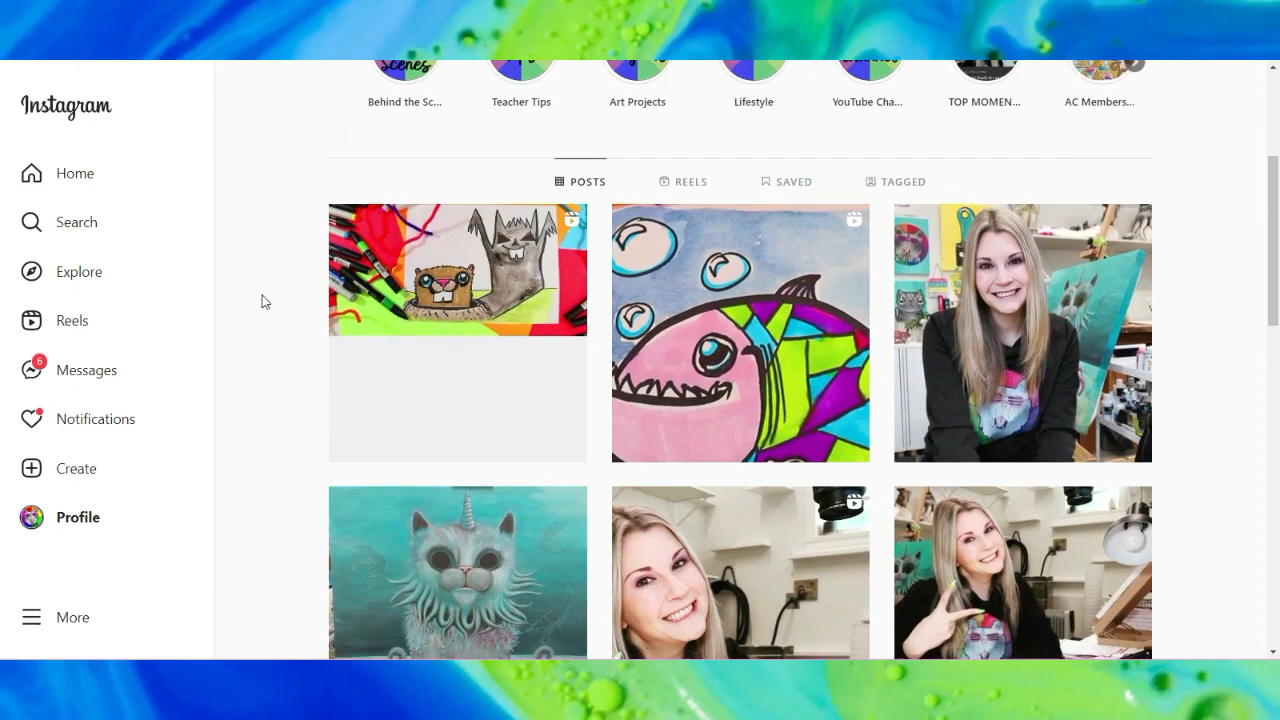 Scenes
Behind the Sc...
Teacher Tips
Art Projects
Lifestyle
YouTube Cha...
TOP MOMEN...
AC Members...
Instagram
Home
Search
Explore
Reels
6
Messages
Notifications
Create
Profile
More
POSTS
REELS
SAVED
TAGGED